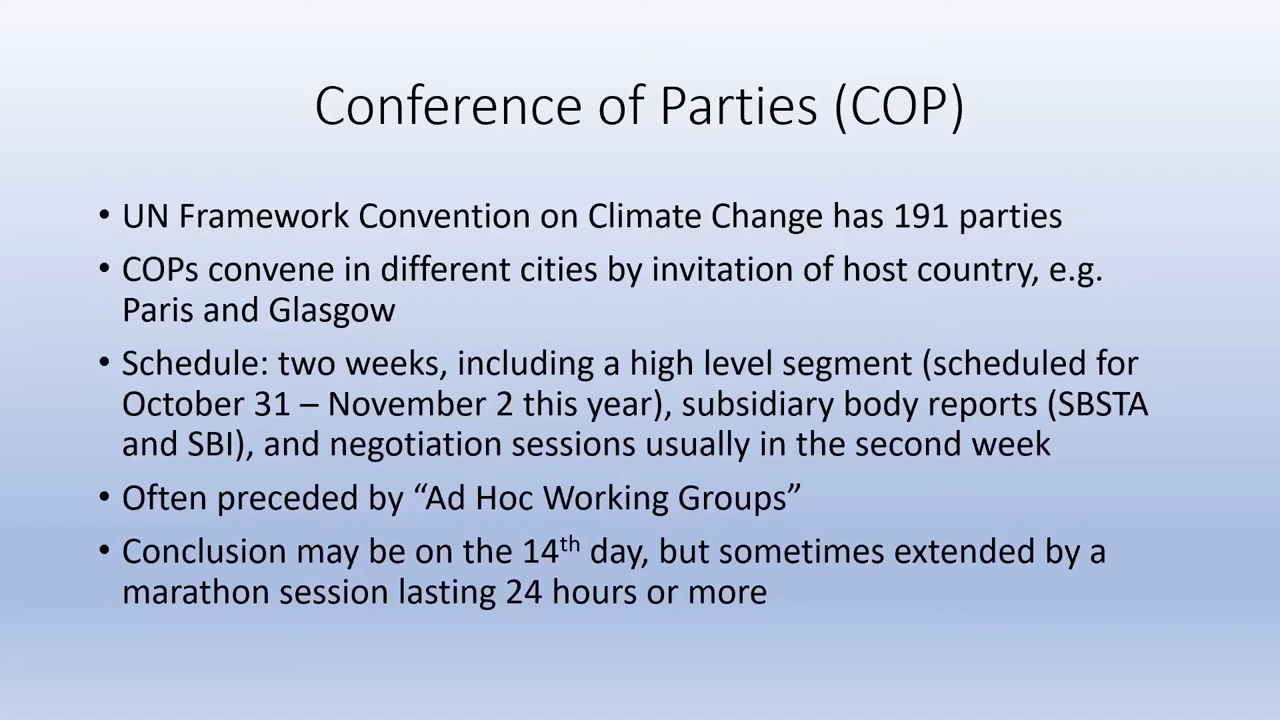 Conference of Parties (COP)
• UN Framework Convention on Climate Change has 191 parties
• COPs convene in different cities by invitation of host country, e.g.
Paris and Glasgow
• Schedule: two weeks, including a high level segment (scheduled for
October 31 – November 2 this year), subsidiary body reports (SBSTA
and SBI), and negotiation sessions usually in the second week
• Often preceded by “Ad Hoc Working Groups”
• Conclusion may be on the 14th day, but sometimes extended by a
marathon session lasting 24 hours or more